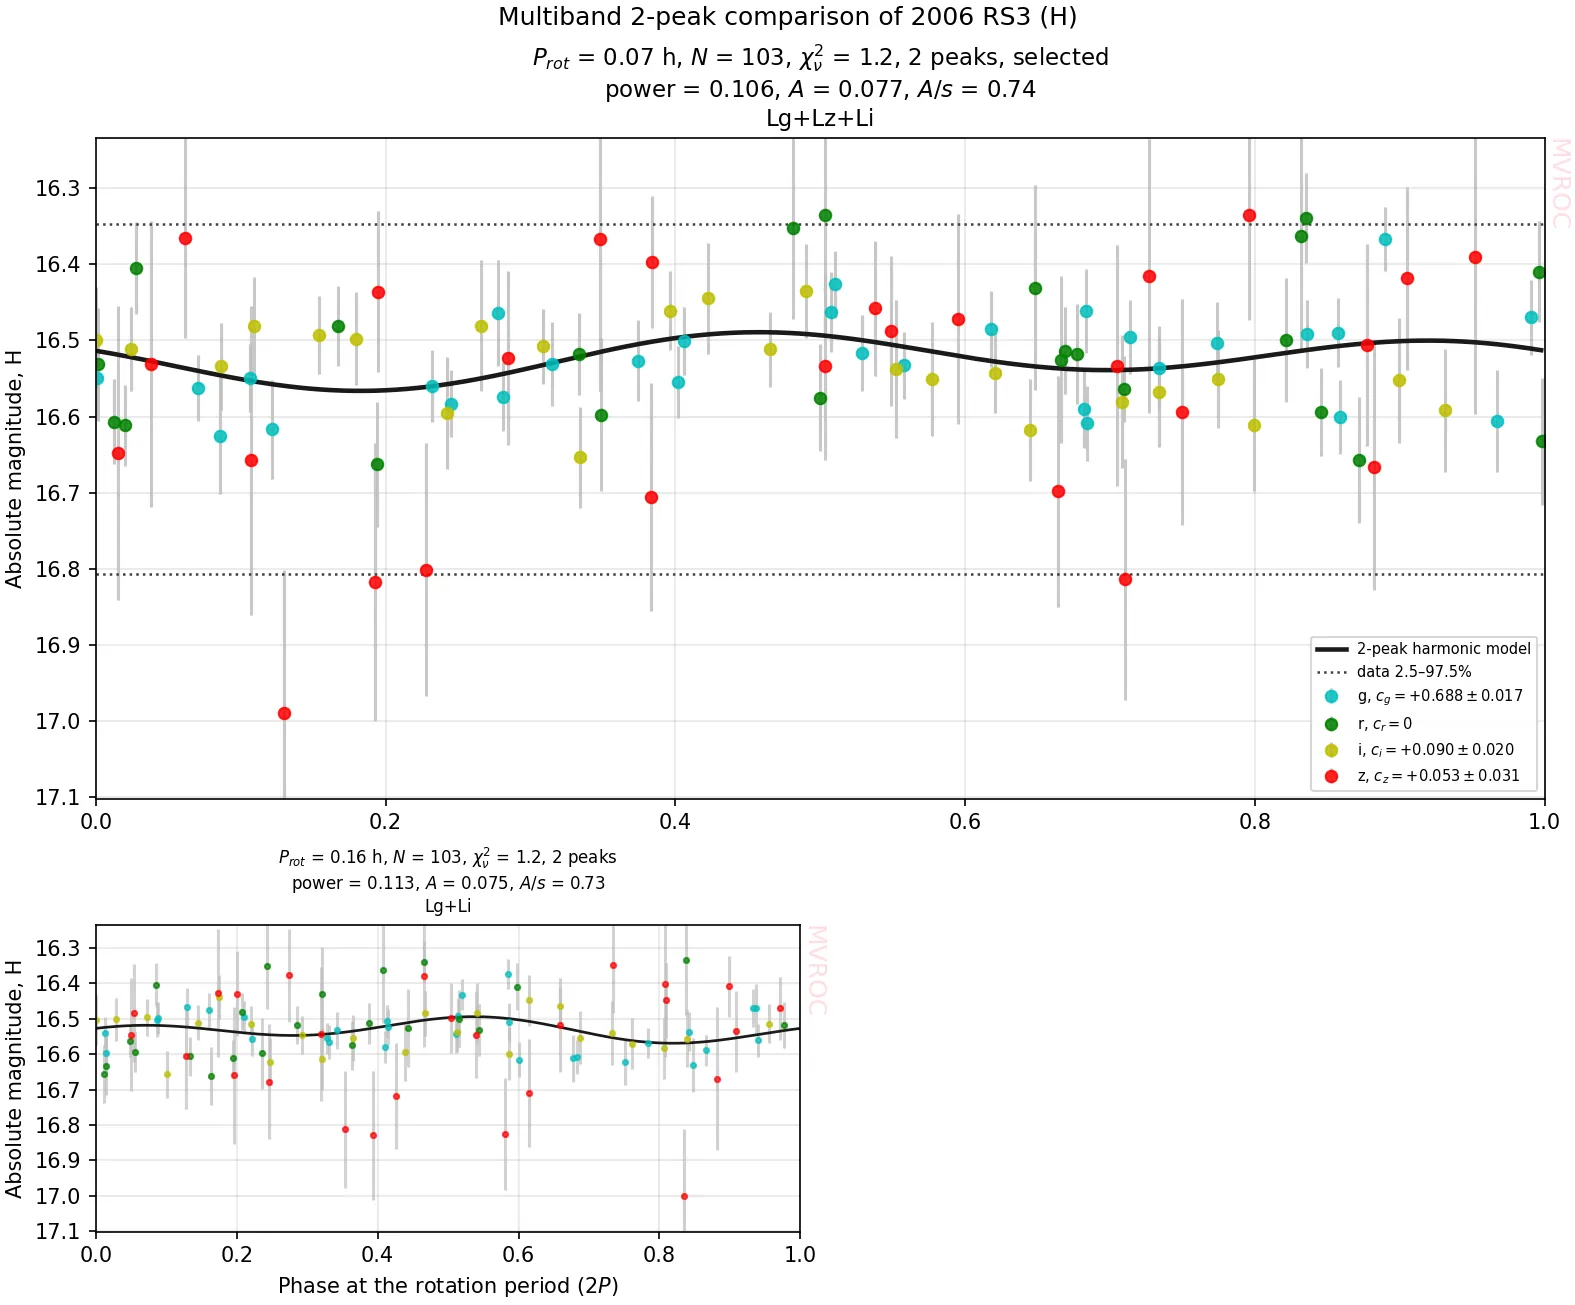 Multiband 2-peak comparison of 2006 RS3 (H)
P_rot = 0.07 h, N = 103, χ²_ν = 1.2, 2 peaks, selected
power = 0.106, A = 0.077, A/s = 0.74
Lg+Lz+Li
MVROC
Absolute magnitude, H
16.3
16.4
16.5
16.6
16.7
16.8
16.9
17.0
17.1
2-peak harmonic model
data 2.5–97.5%
g, c_g = +0.688 ± 0.017
r, c_r = 0
i, c_i = +0.090 ± 0.020
z, c_z = +0.053 ± 0.031
0.0 0.2 0.4 0.6 0.8 1.0
P_rot = 0.16 h, N = 103, χ²_ν = 1.2, 2 peaks
power = 0.113, A = 0.075, A/s = 0.73
Lg+Li
MVROC
Absolute magnitude, H
16.3
16.4
16.5
16.6
16.7
16.8
16.9
17.0
17.1
0.0 0.2 0.4 0.6 0.8 1.0
Phase at the rotation period (2P)